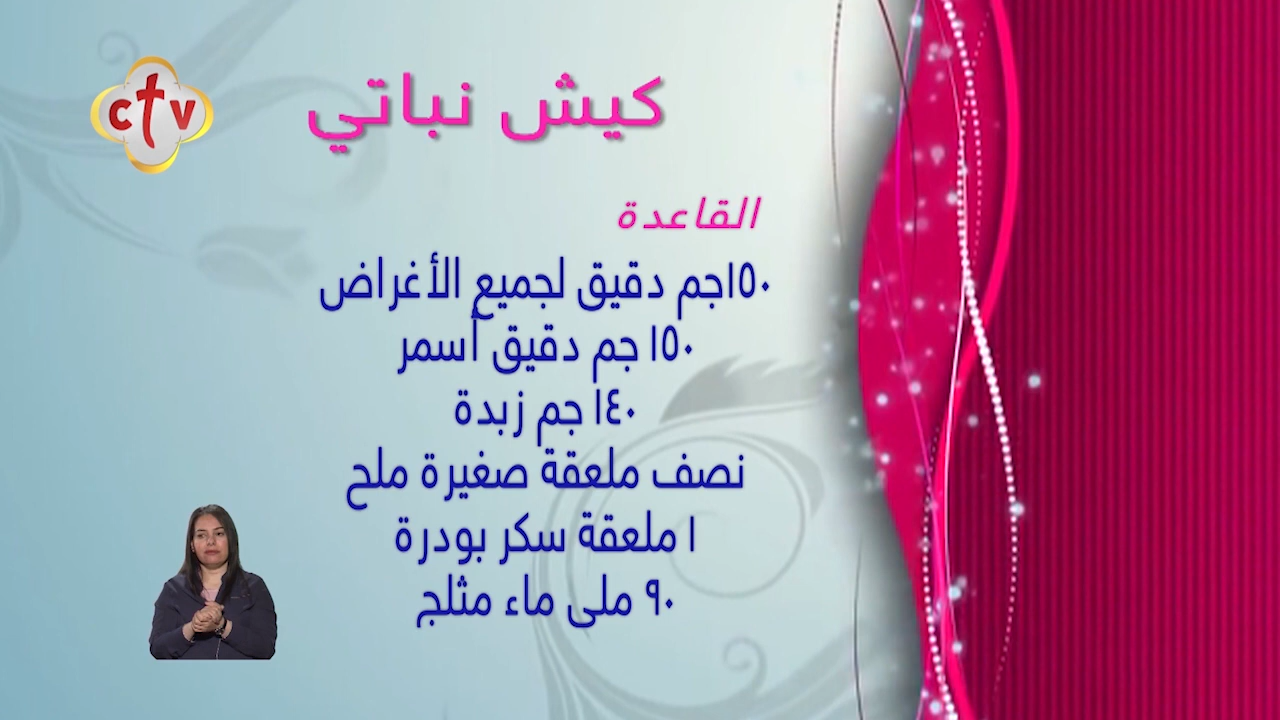 ctv
كيش نباتي
القاعدة
١٥٠جم دقيق لجميع الأغراض
١٥٠ جم دقيق أسمر
١٤٠ جم زبدة
نصف ملعقة صغيرة ملح
١ ملعقة سكر بودرة
٩٠ ملى ماء مثلج